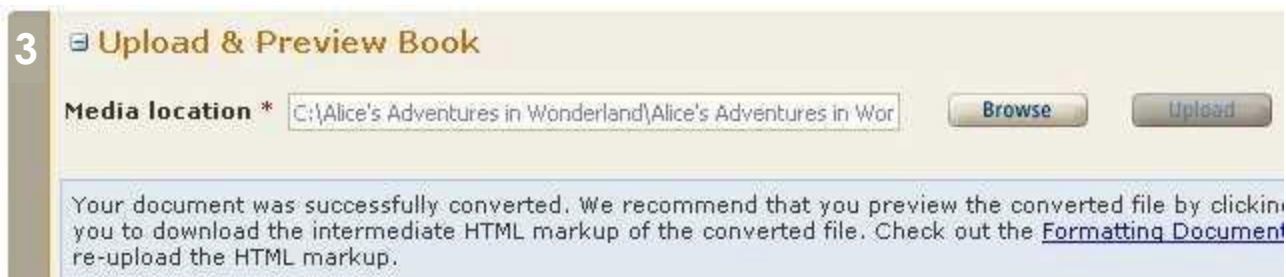 3
Upload & Preview Book
Media location * C:\Alice's Adventures in Wonderland\Alice's Adventures in Wor Browse Upload
Your document was successfully converted. We recommend that you preview the converted file by clicking
you to download the intermediate HTML markup of the converted file. Check out the Formatting Document
re-upload the HTML markup.